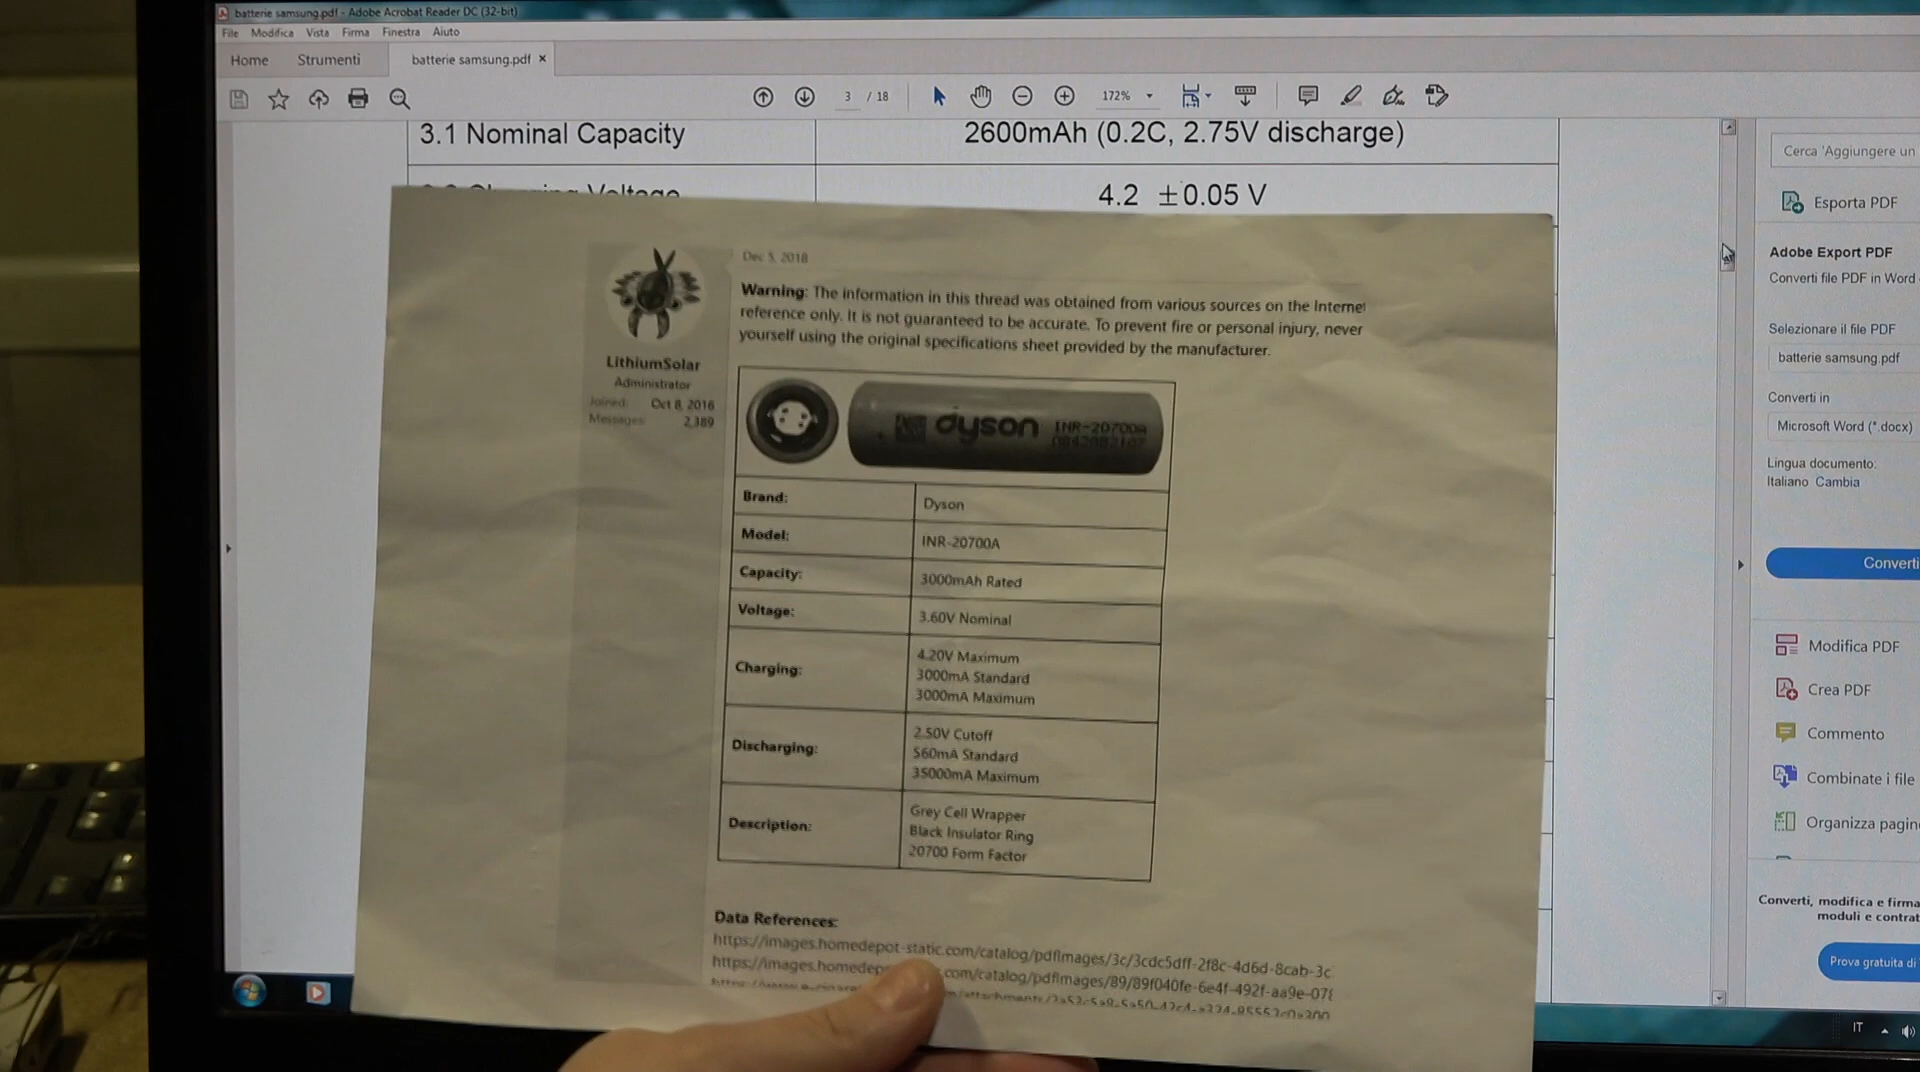 batterie samsung.pdf - Adobe Acrobat Reader DC (32-bit)
File Modifica Vista Firma Finestra Aiuto
Home Strumenti batterie samsung.pdf ×
3 / 18 172%
3.1 Nominal Capacity 2600mAh (0.2C, 2.75V discharge)
Voltage 4.2 ±0.05 V
Dec 5, 2018
Warning: The information in this thread was obtained from various sources on the Internet
reference only. It is not guaranteed to be accurate. To prevent fire or personal injury, never
yourself using the original specifications sheet provided by the manufacturer.
LithiumSolar
Administrator
Joined: Oct 8, 2016
Messages: 2,389
dyson INR-20700A
Brand: Dyson
Model: INR-20700A
Capacity: 3000mAh Rated
Voltage: 3.60V Nominal
Charging: 4.20V Maximum
3000mA Standard
3000mA Maximum
Discharging: 2.50V Cutoff
560mA Standard
35000mA Maximum
Description: Grey Cell Wrapper
Black Insulator Ring
20700 Form Factor
Data References:
https://images.homedepot-static.com/catalog/pdfImages/3c/3cdc5dff-2f8c-4d6d-8cab-3c
https://images.homedep com/catalog/pdfImages/89/89f040fe-6e4f-492f-aa9e-078
Cerca 'Aggiungere un
Esporta PDF
Adobe Export PDF
Converti file PDF in Word
Selezionare il file PDF
batterie samsung.pdf
Converti in
Microsoft Word (*.docx)
Lingua documento:
Italiano Cambia
Converti
Modifica PDF
Crea PDF
Commento
Combinate i file
Organizza pagine
Converti, modifica e firma
moduli e contrat
Prova gratuita di
IT